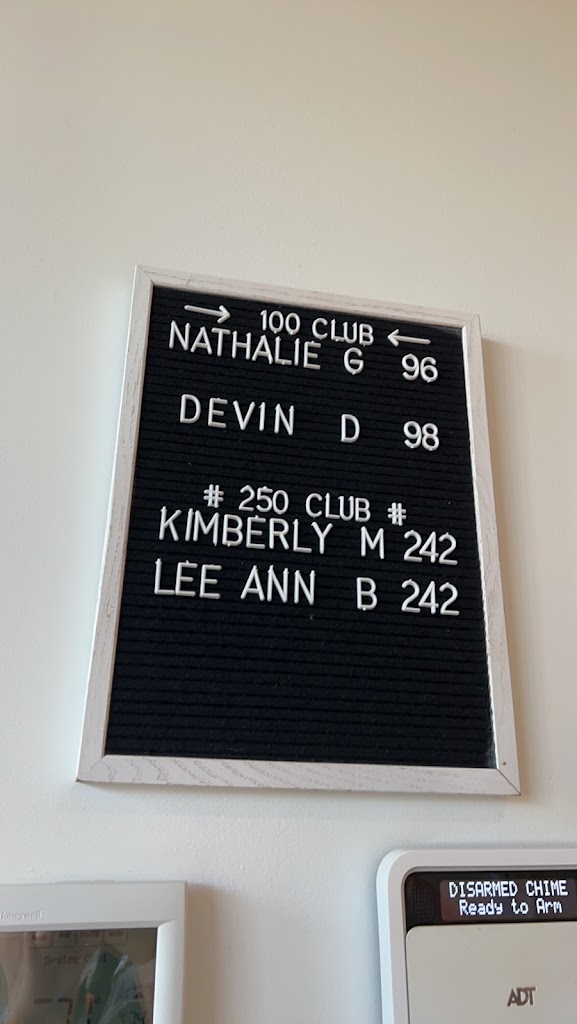 → 100 CLUB ←
NATHALIE G 96
DEVIN D 98
# 250 CLUB #
KIMBERLY M 242
LEE ANN B 242
Honeywell
DISARMED CHIME
Ready to Arm
ADT